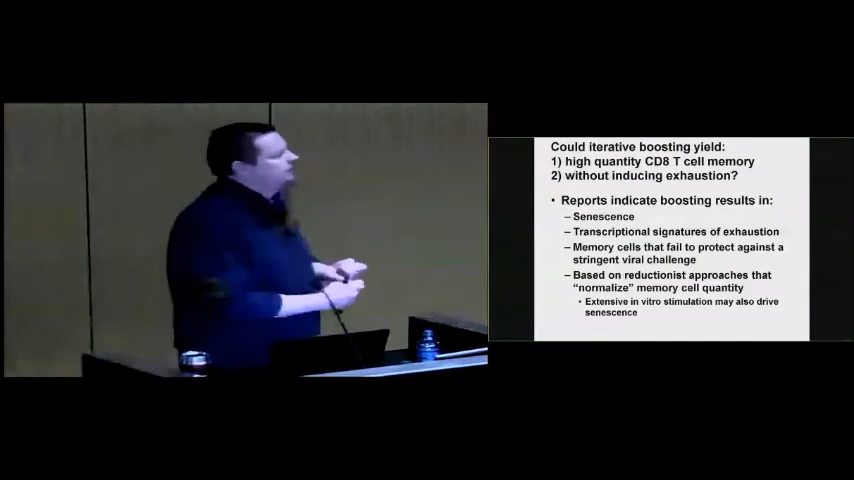 Could iterative boosting yield:
1) high quantity CD8 T cell memory
2) without inducing exhaustion?
• Reports indicate boosting results in:
– Senescence
– Transcriptional signatures of exhaustion
– Memory cells that fail to protect against a
stringent viral challenge
– Based on reductionist approaches that
“normalize” memory cell quantity
• Extensive in vitro stimulation may also drive
senescence